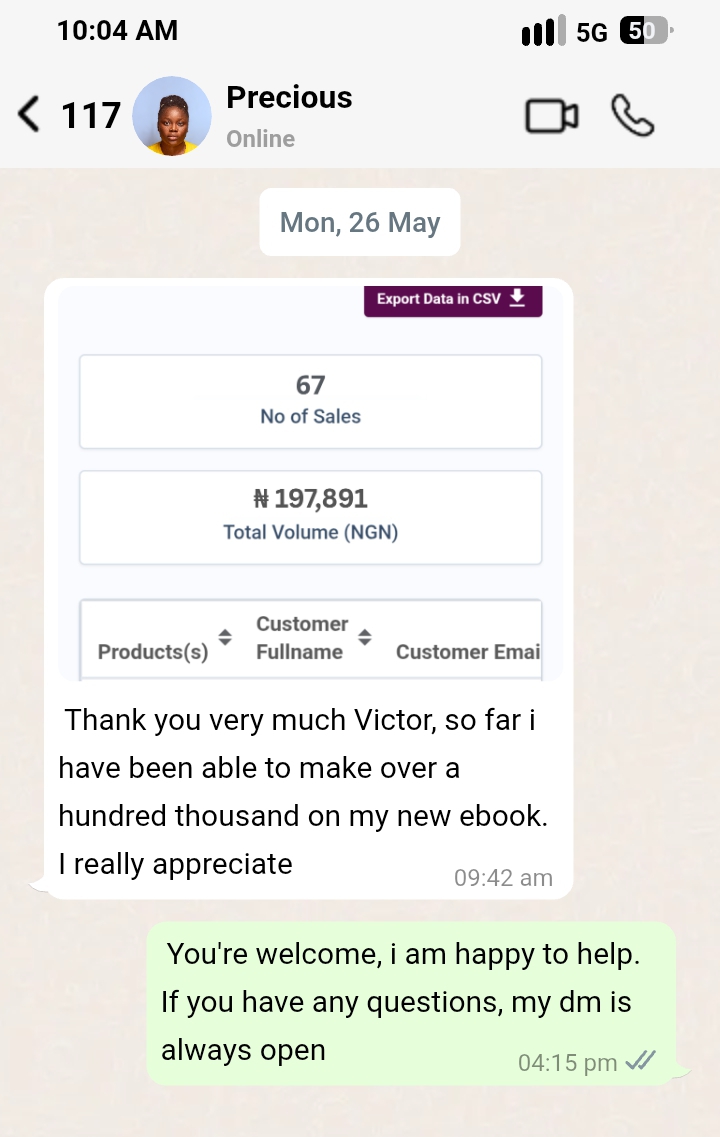 10:04 AM
5G 50
117
Precious
Online
Mon, 26 May
Export Data in CSV
67
No of Sales
₦ 197,891
Total Volume (NGN)
Products(s) Customer Fullname Customer Emai
Thank you very much Victor, so far i
have been able to make over a
hundred thousand on my new ebook.
I really appreciate
09:42 am
You're welcome, i am happy to help.
If you have any questions, my dm is
always open
04:15 pm